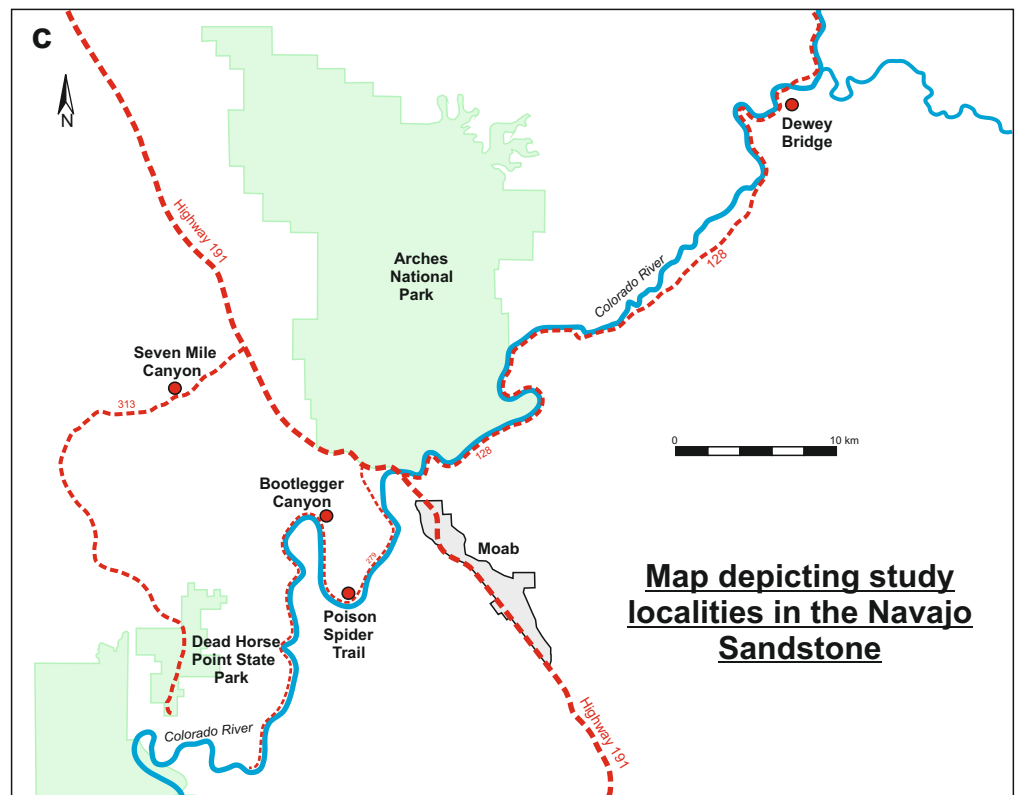 c
N
Highway 191
Dewey
Bridge
Arches
National
Park
Colorado River
128
Seven Mile
Canyon
313
0 10 km
128
Bootlegger
Canyon
279
Moab
Poison
Spider
Trail
Map depicting study
localities in the Navajo
Sandstone
Dead Horse
Point State
Park
Colorado River
Highway 191